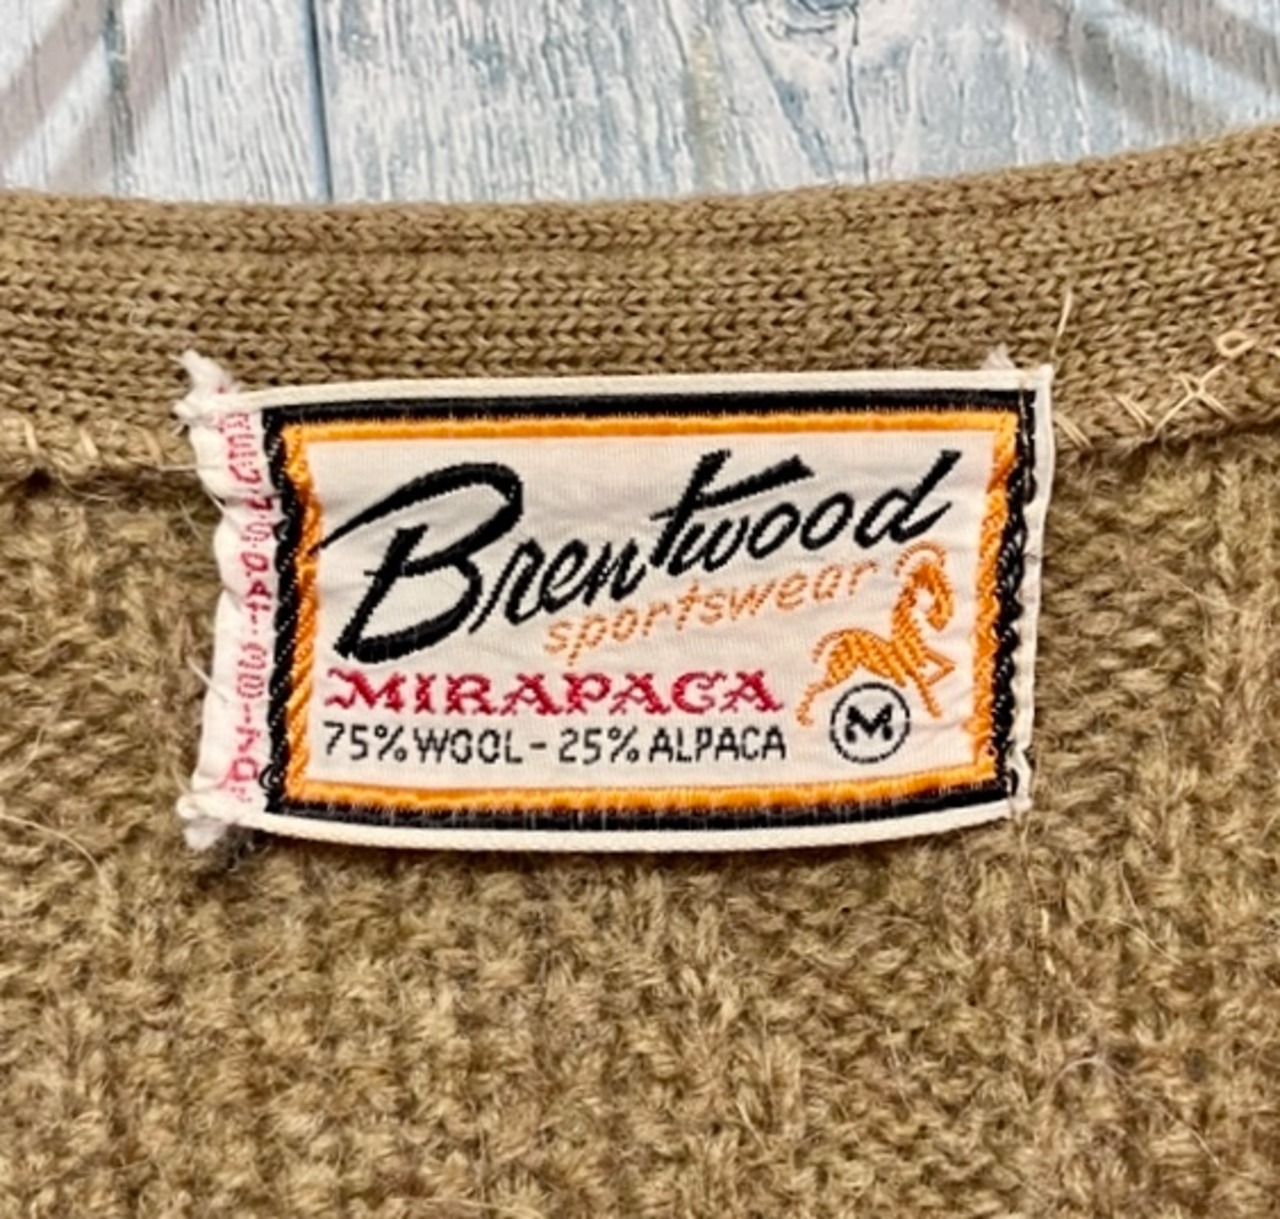 Brentwood
sportswear
MIRAPACA
75% WOOL - 25% ALPACA
M